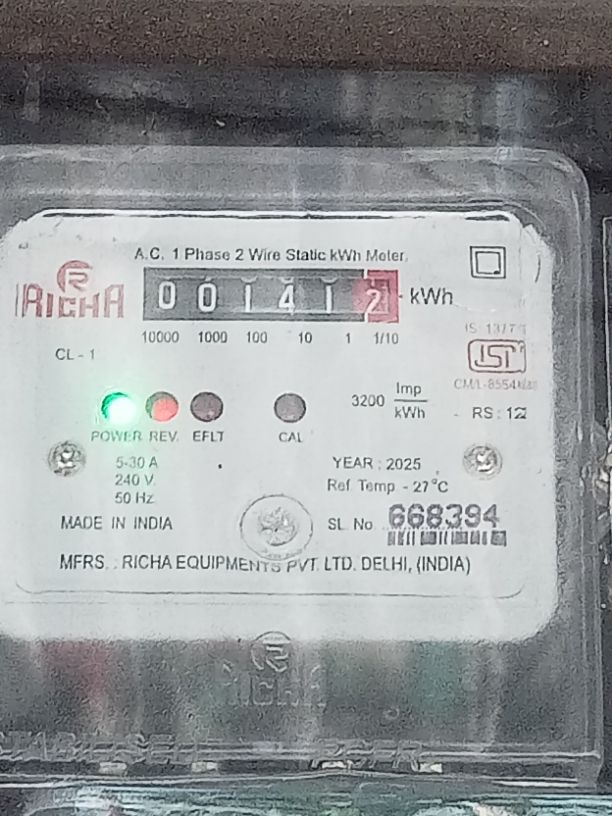 A.C. 1 Phase 2 Wire Static kWh Meter
RICHA
0 0 1 4 1 2 kWh
10000 1000 100 10 1 1/10
CL - 1
ISI
3200 Imp/kWh
RS : 12
POWER REV. EFLT CAL
5-30 A
240 V.
50 Hz
YEAR : 2025
Ref. Temp. - 27°C
MADE IN INDIA
SL. No. 668394
MFRS. : RICHA EQUIPMENTS PVT. LTD. DELHI, (INDIA)
R
RICHA